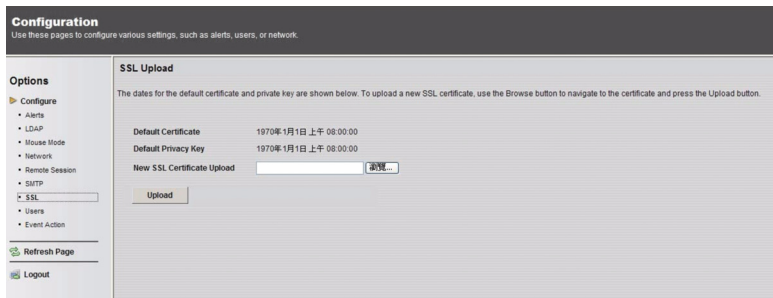 Configuration
Use these pages to configure various settings, such as alerts, users, or network.
Options
Configure
Alerts
LDAP
Mouse Mode
Network
Remote Session
SMTP
SSL
Users
Event Action
Refresh Page
Logout
SSL Upload
The dates for the default certificate and private key are shown below. To upload a new SSL certificate, use the Browse button to navigate to the certificate and press the Upload button.
Default Certificate 1970年1月1日 上午 08:00:00
Default Privacy Key 1970年1月1日 上午 08:00:00
New SSL Certificate Upload 瀏覽...
Upload